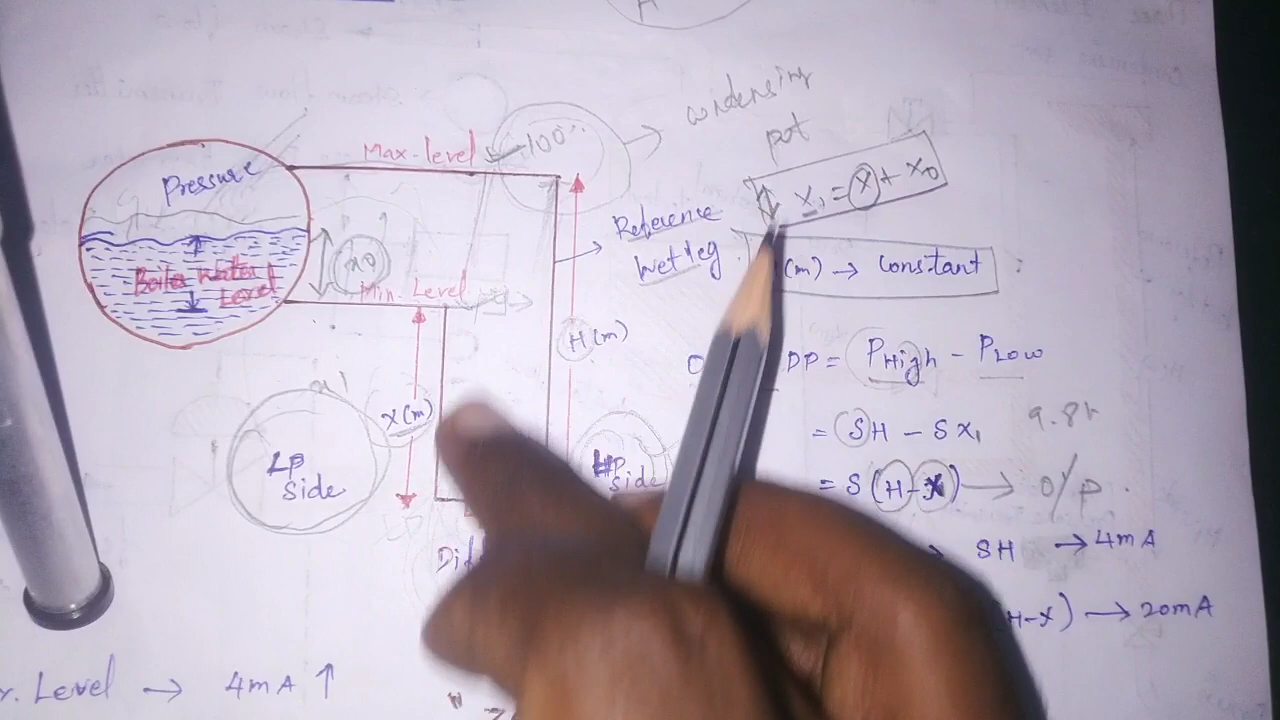 condensing
pot
Max-level
100%
Pressure
X₁ = X + X₀
Reference
Wet leg
(m) → constant
x0
Boiler Water
Level
Min. Level
H(m)
DP = PHigh - PLow
X(m)
= SH - SX₁
9.8
LP
Side
HP
Side
= S(H-X) → O/P
SH → 4mA
H-X) → 20mA
Level → 4mA ↑